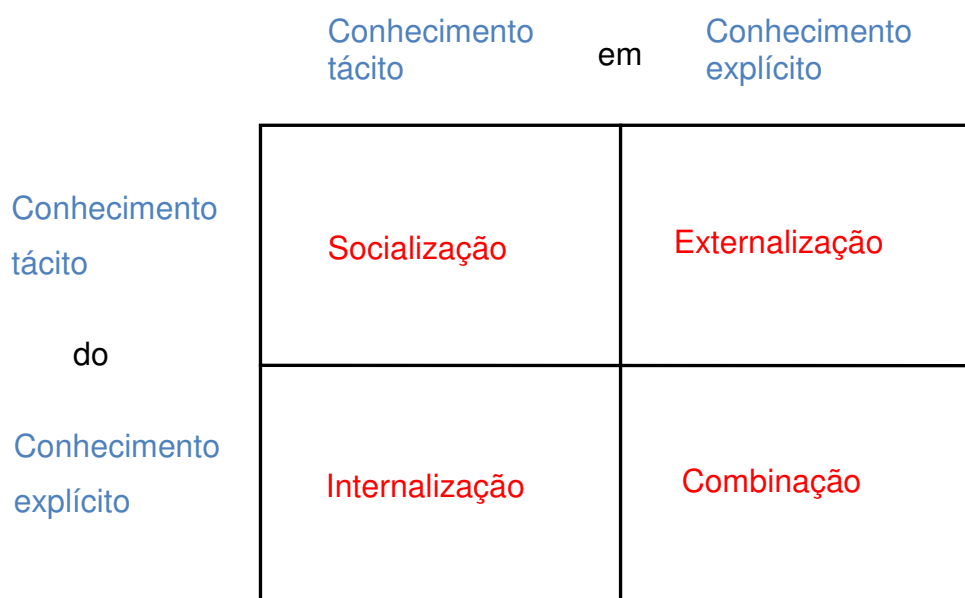 Conhecimento
tácito
em
Conhecimento
explícito
Conhecimento
tácito
Socialização
Externalização
do
Conhecimento
explícito
Internalização
Combinação